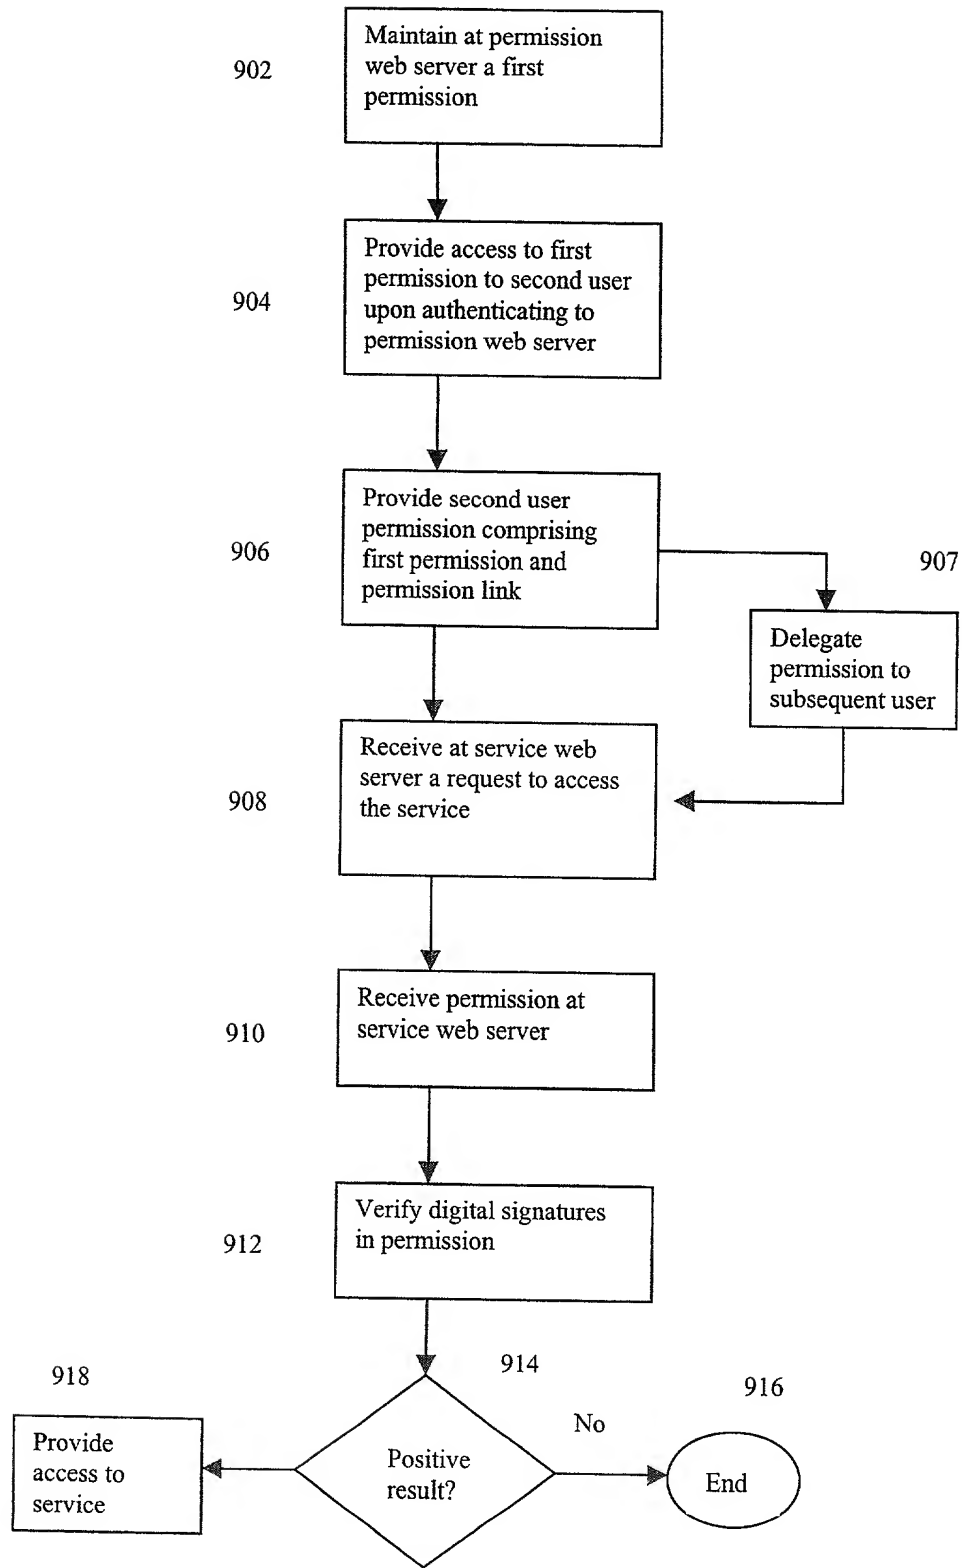 902
Maintain at permission
web server a first
permission
904
Provide access to first
permission to second user
upon authenticating to
permission web server
906
Provide second user
permission comprising
first permission and
permission link
907
Delegate
permission to
subsequent user
908
Receive at service web
server a request to access
the service
910
Receive permission at
service web server
912
Verify digital signatures
in permission
914
Positive
result?
No
916
End
918
Provide
access to
service